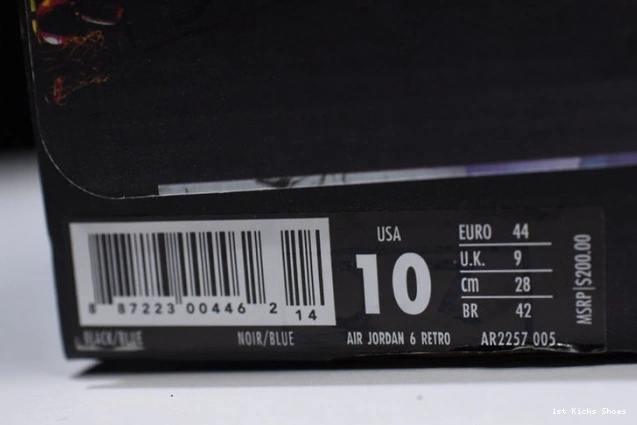 USA
10
EURO 44
U.K. 9
cm 28
BR 42
MSRP|$200.00
8 87223 00446 2 14
BLACK/BLUE
NOIR/BLUE
AIR JORDAN 6 RETRO
AR2257 005
1st Kicks Shoes